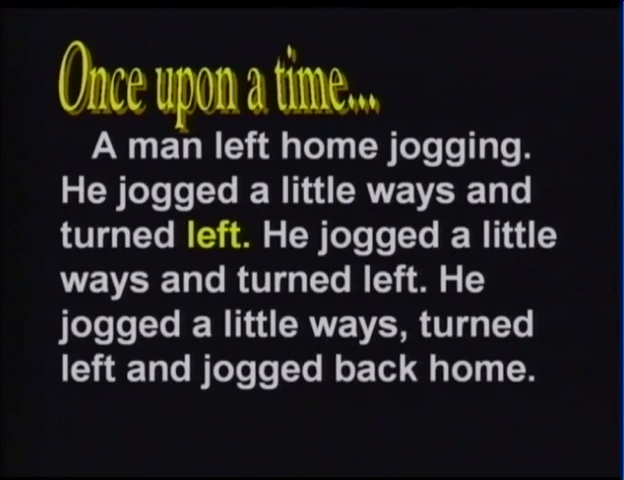 Once upon a time...
A man left home jogging.
He jogged a little ways and
turned left. He jogged a little
ways and turned left. He
jogged a little ways, turned
left and jogged back home.